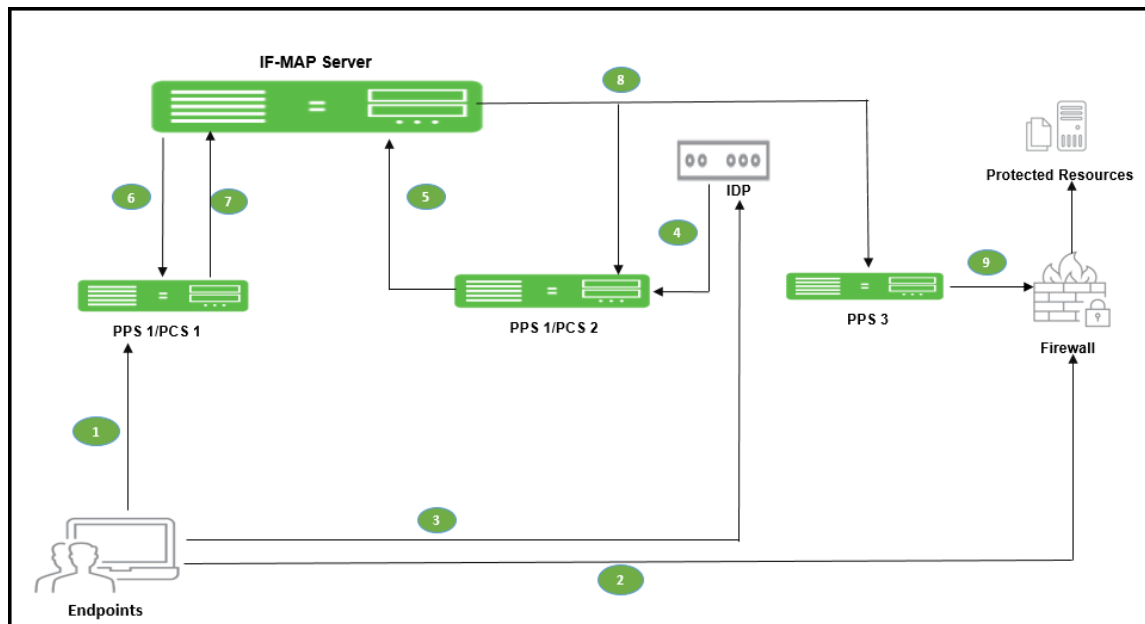 IF-MAP Server
8
Protected Resources
IDP
6
7
5
4
9
PPS 1/PCS 1
PPS 1/PCS 2
PPS 3
Firewall
1
3
2
Endpoints